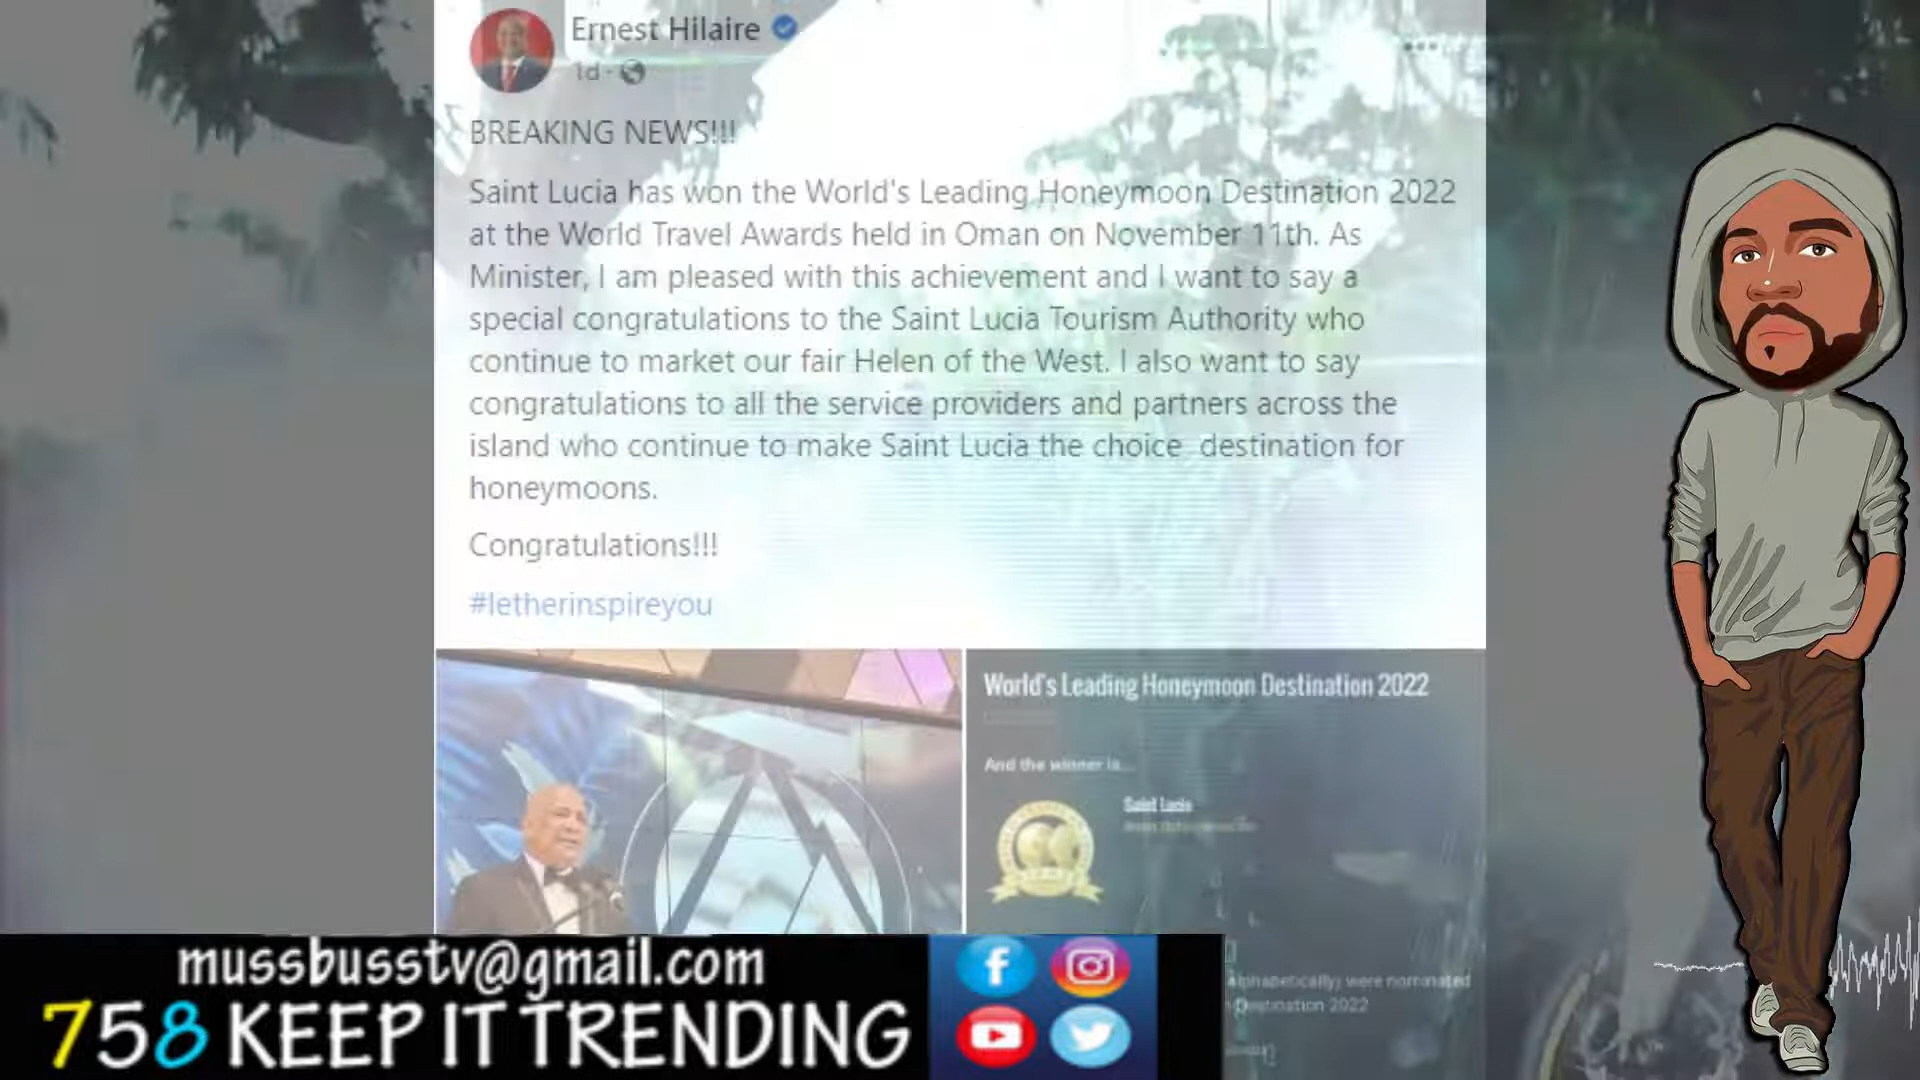 Ernest Hilaire
1d ·
BREAKING NEWS!!!
Saint Lucia has won the World's Leading Honeymoon Destination 2022
at the World Travel Awards held in Oman on November 11th. As
Minister, I am pleased with this achievement and I want to say a
special congratulations to the Saint Lucia Tourism Authority who
continue to market our fair Helen of the West. I also want to say
congratulations to all the service providers and partners across the
island who continue to make Saint Lucia the choice destination for
honeymoons.
Congratulations!!!
#letherinspireyou
World's Leading Honeymoon Destination 2022
And the winner is...
Saint Lucia
alphabetically) were nominated
Destination 2022
mussbusstv@gmail.com
758 KEEP IT TRENDING